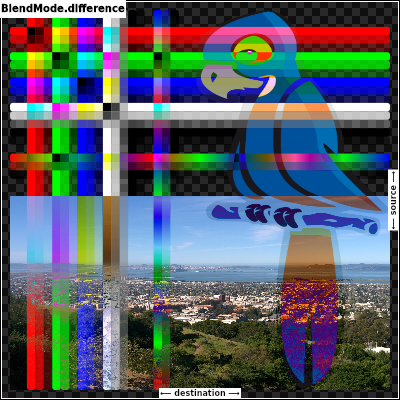 BlendMode.difference
←— source —→
←— destination —→